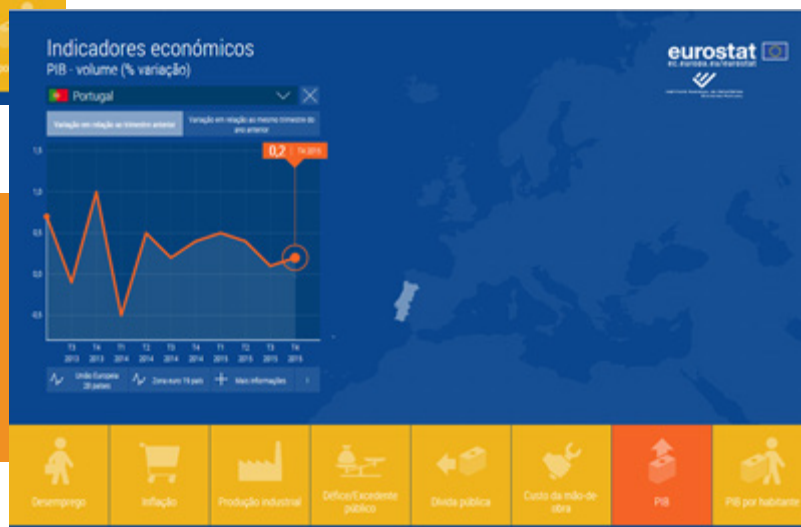 Indicadores económicos
PIB - volume (% variação)
eurostat
ec.europa.eu/eurostat
Portugal
Variação em relação ao trimestre anterior
Variação em relação ao mesmo trimestre do
ano anterior
0,2 T4 2015
1,5
1,0
0,5
0,0
-0,5
T3 T4 T1 T2 T3 T4 T1 T2 T3 T4
2013 2013 2014 2014 2014 2014 2015 2015 2015 2015
União Europeia
28 países
Zona euro 19 país
Mais informações
Desemprego
Inflação
Produção industrial
Défice/Excedente
público
Dívida pública
Custo da mão-de-
obra
PIB
PIB por habitante